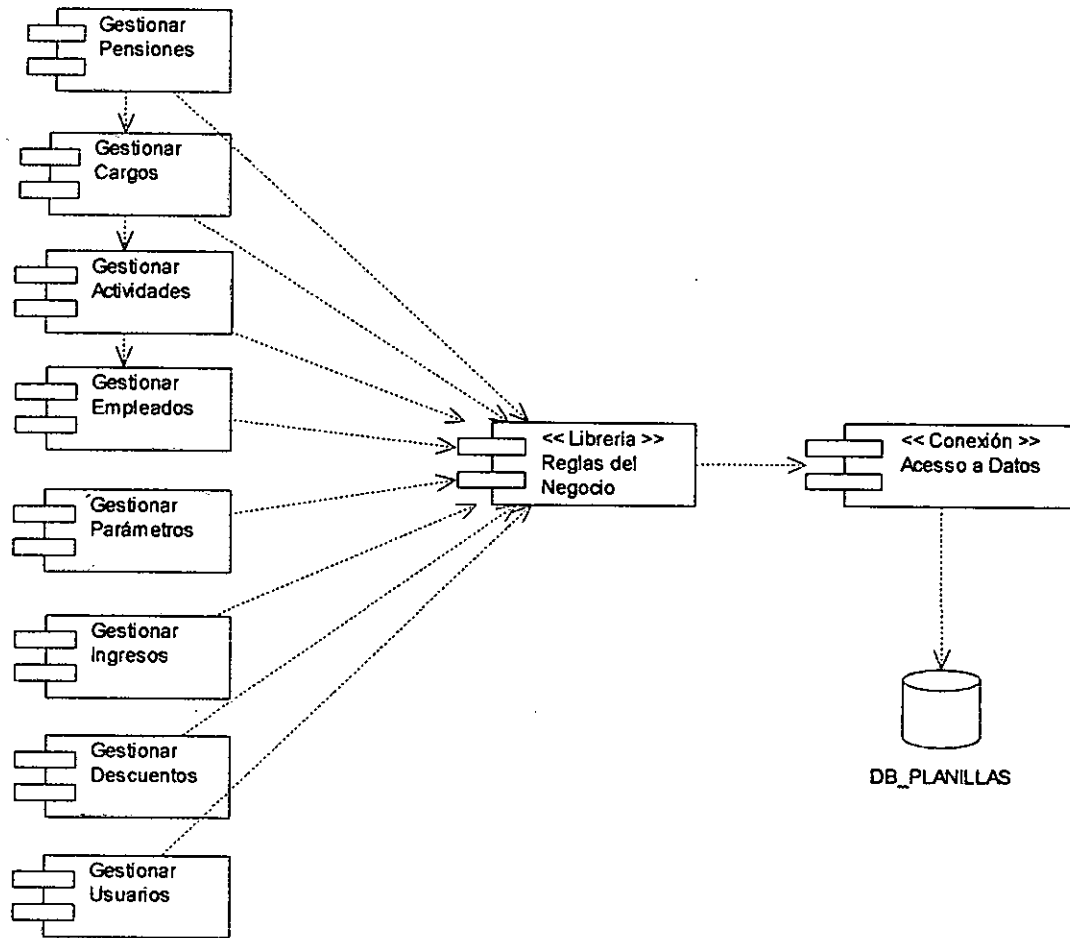 Gestionar
Pensiones
Gestionar
Cargos
Gestionar
Actividades
Gestionar
Empleados
Gestionar
Parámetros
Gestionar
Ingresos
Gestionar
Descuentos
Gestionar
Usuarios
<< Libreria >>
Reglas del
Negocio
<< Conexión >>
Acesso a Datos
DB_PLANILLAS